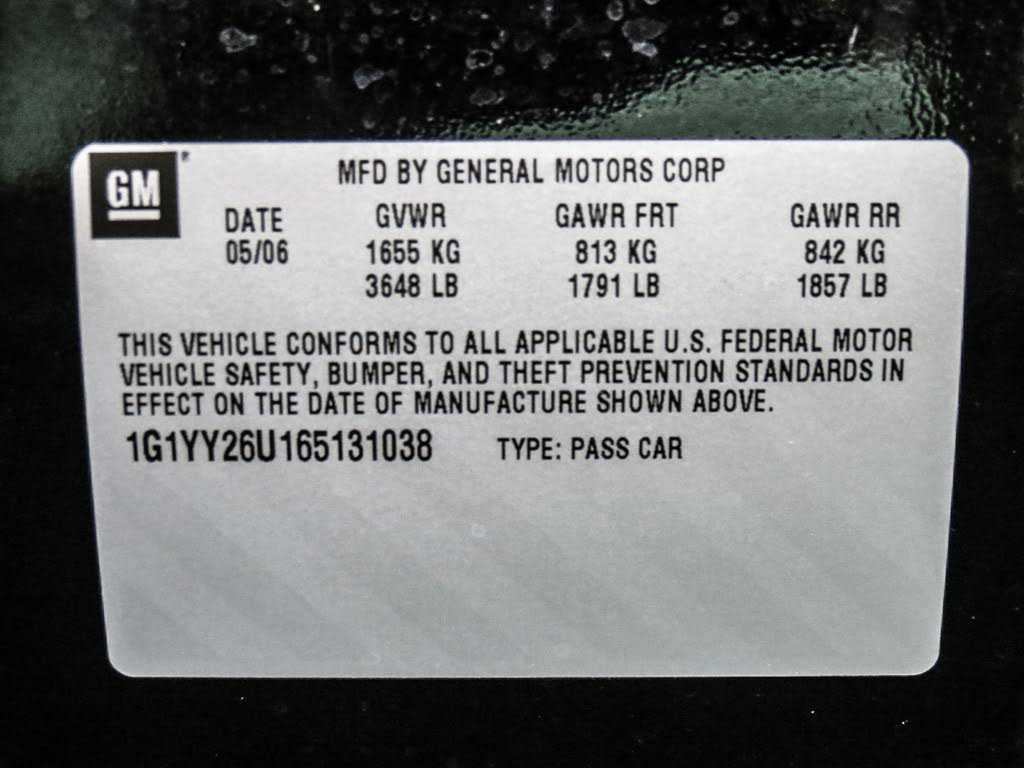 GM
MFD BY GENERAL MOTORS CORP
DATE GVWR GAWR FRT GAWR RR
05/06 1655 KG 813 KG 842 KG
3648 LB 1791 LB 1857 LB
THIS VEHICLE CONFORMS TO ALL APPLICABLE U.S. FEDERAL MOTOR
VEHICLE SAFETY, BUMPER, AND THEFT PREVENTION STANDARDS IN
EFFECT ON THE DATE OF MANUFACTURE SHOWN ABOVE.
1G1YY26U165131038 TYPE: PASS CAR